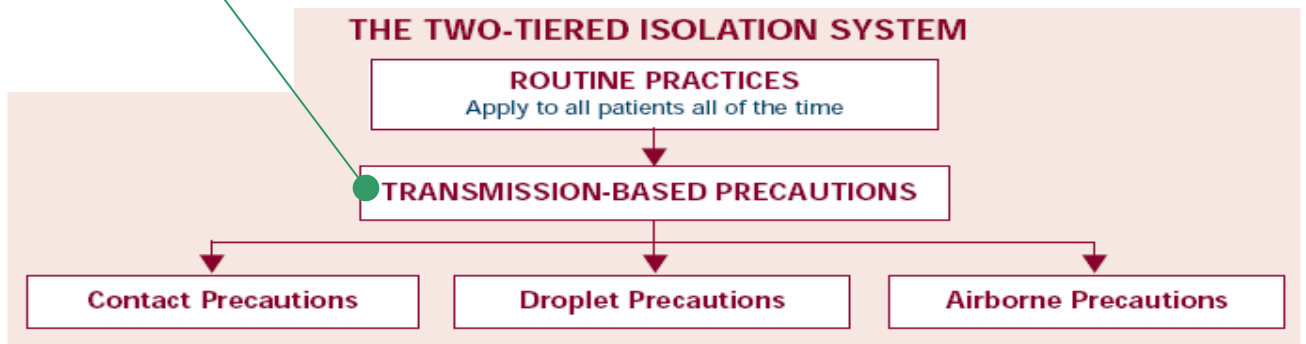 THE TWO-TIERED ISOLATION SYSTEM
ROUTINE PRACTICES
Apply to all patients all of the time
TRANSMISSION-BASED PRECAUTIONS
Contact Precautions
Droplet Precautions
Airborne Precautions